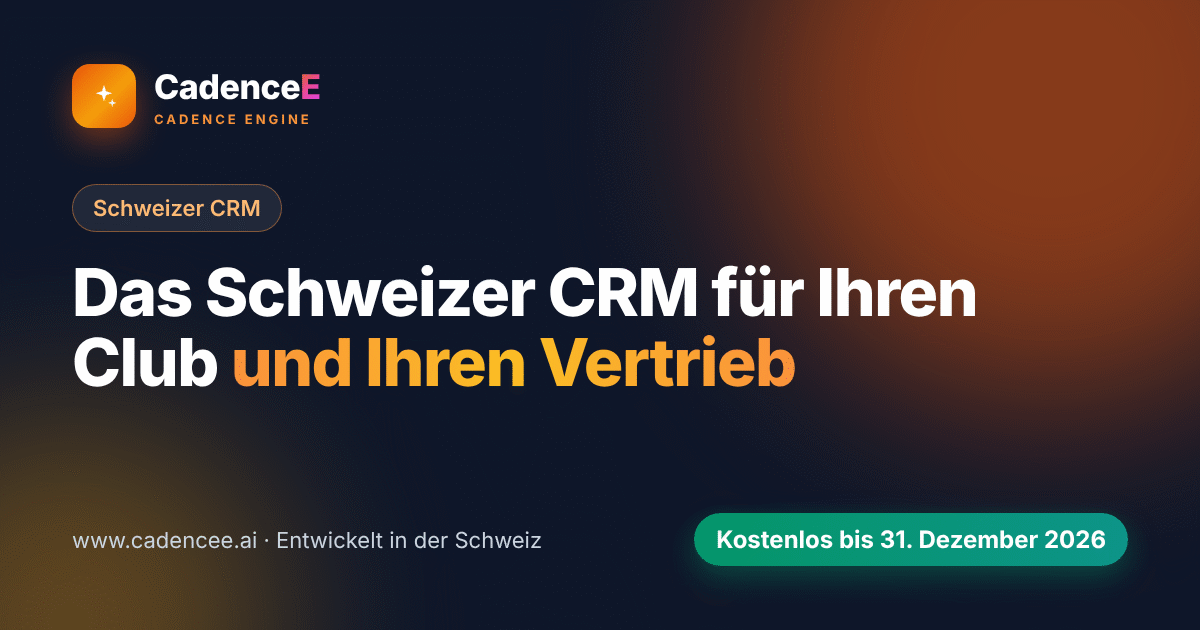 CadenceE
CADENCE ENGINE
Schweizer CRM
Das Schweizer CRM für Ihren
Club und Ihren Vertrieb
www.cadencee.ai · Entwickelt in der Schweiz
Kostenlos bis 31. Dezember 2026